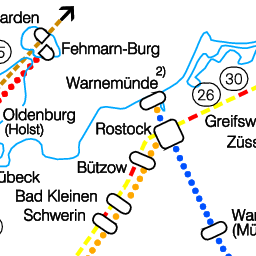 arden
5
Fehmarn-Burg
2)
Warnemünde
30
26
Oldenburg
(Holst)
Rostock
Greifsw
Züss
Bützow
übeck
Bad Kleinen
Schwerin
War
(Mü